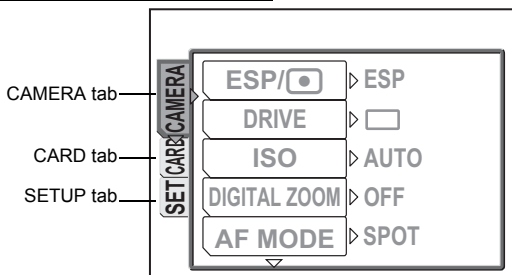 CAMERA tab
CARD tab
SETUP tab
CAMERA
CARD
SET
ESP/ ESP
DRIVE
ISO AUTO
DIGITAL ZOOM OFF
AF MODE SPOT